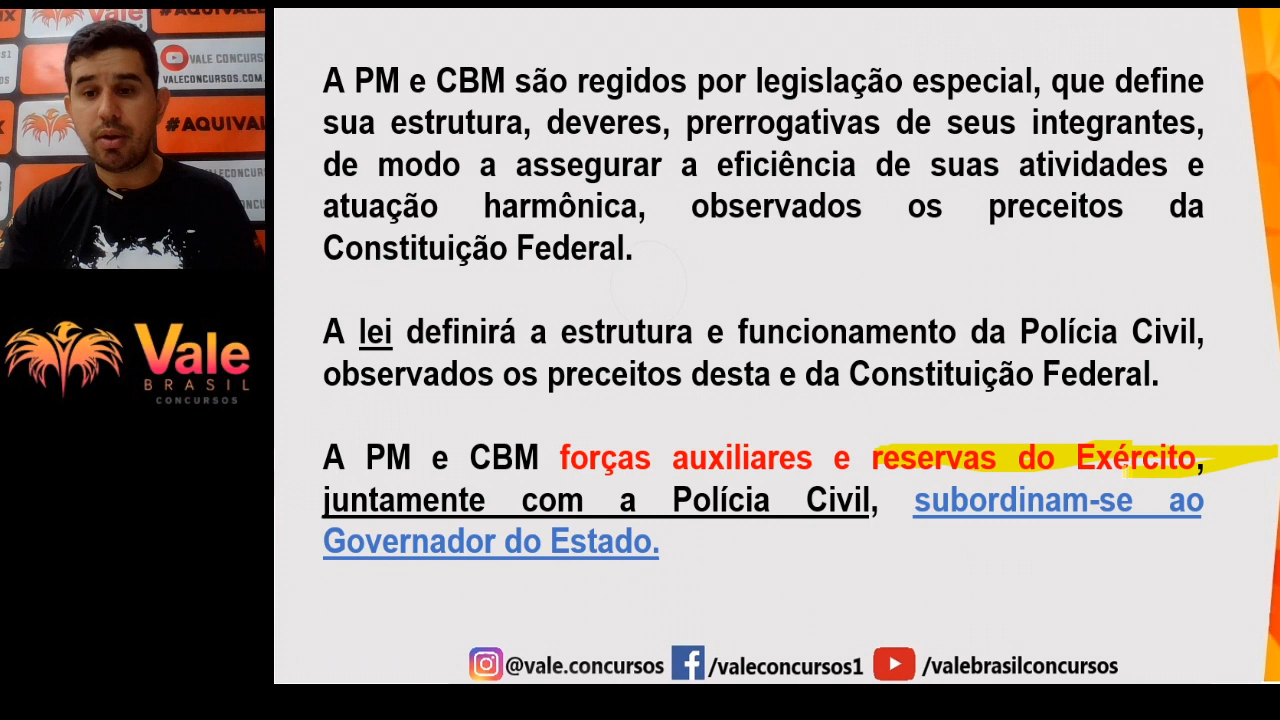 Vale
VALE CONCURS
VALECONCURSOS.COM.
#AQUIVAL
Vale
BRASIL
CONCURSOS
A PM e CBM são regidos por legislação especial, que define
sua estrutura, deveres, prerrogativas de seus integrantes,
de modo a assegurar a eficiência de suas atividades e
atuação harmônica, observados os preceitos da
Constituição Federal.
A lei definirá a estrutura e funcionamento da Polícia Civil,
observados os preceitos desta e da Constituição Federal.
A PM e CBM forças auxiliares e reservas do Exército,
juntamente com a Polícia Civil, subordinam-se ao
Governador do Estado.
@vale.concursos /valeconcursos1 /valebrasilconcursos